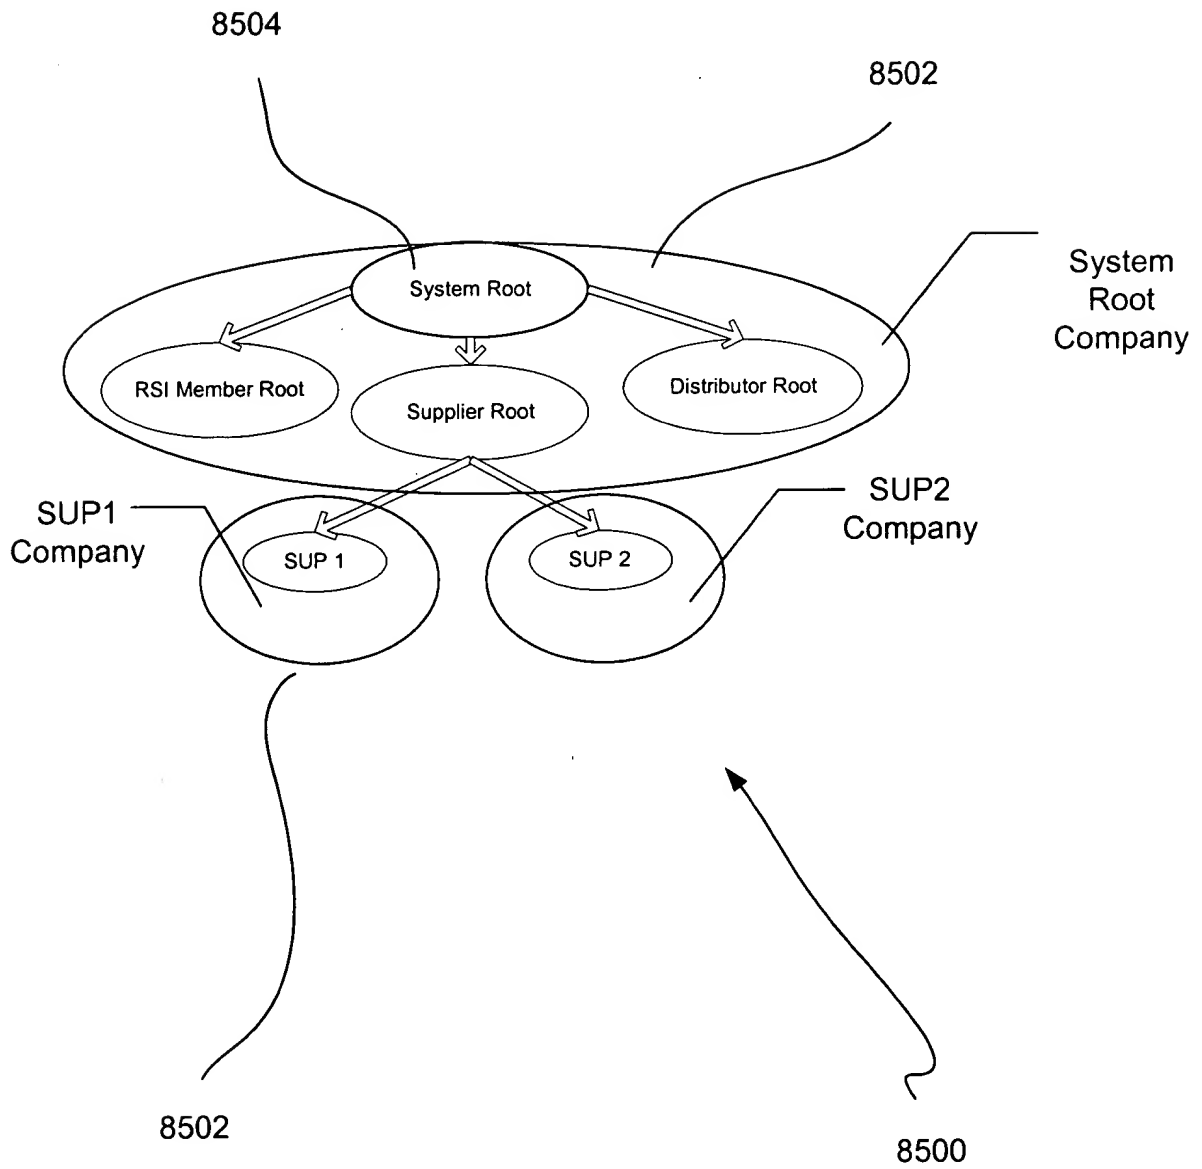 8504
8502
System Root
System
Root
Company
RSI Member Root
Supplier Root
Distributor Root
SUP1
Company
SUP2
Company
SUP 1
SUP 2
8502
8500